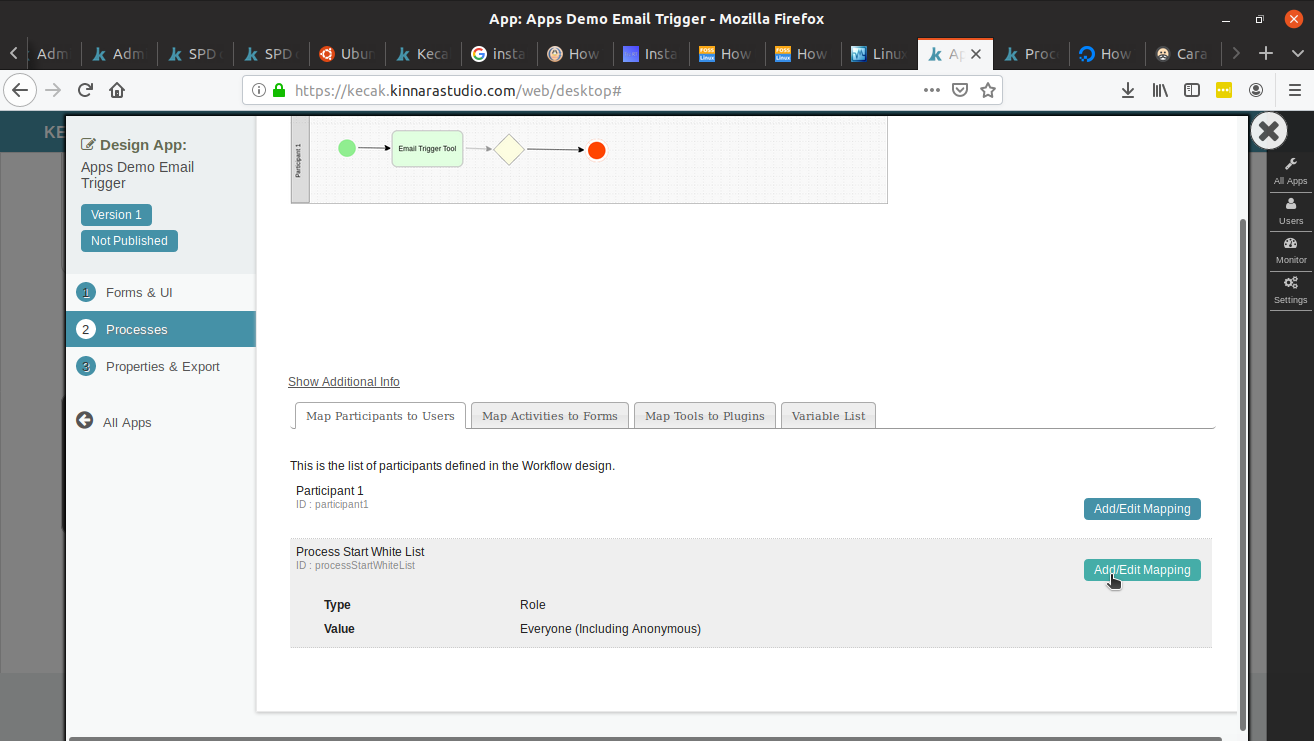 App: Apps Demo Email Trigger - Mozilla Firefox
Adm
Adm
SPD
SPD
Ubun
Keca
insta
How
Insta
How
How
Linux
Ap
Proc
How
Cara
https://kecak.kinnarastudio.com/web/desktop#
KE
Design App:
Apps Demo Email
Trigger
Version 1
Not Published
1 Forms & UI
2 Processes
3 Properties & Export
All Apps
Participant 1
Email Trigger Tool
Show Additional Info
Map Participants to Users
Map Activities to Forms
Map Tools to Plugins
Variable List
This is the list of participants defined in the Workflow design.
Participant 1
ID : participant1
Add/Edit Mapping
Process Start White List
ID : processStartWhiteList
Add/Edit Mapping
Type Role
Value Everyone (Including Anonymous)
All Apps
Users
Monitor
Settings